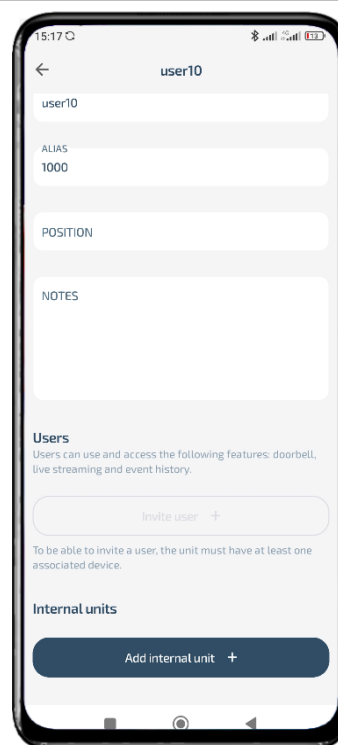 15:17
user10
user10
ALIAS
1000
POSITION
NOTES
Users
Users can use and access the following features: doorbell,
live streaming and event history.
Invite user +
To be able to invite a user, the unit must have at least one
associated device.
Internal units
Add internal unit +